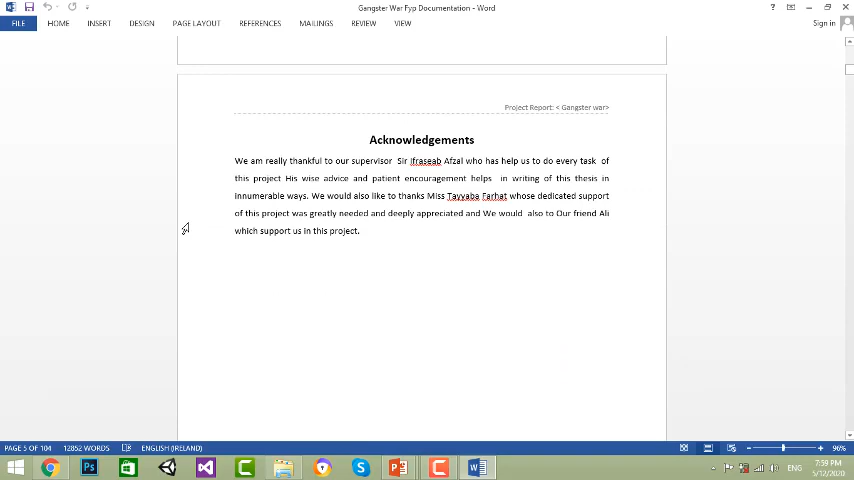 Gangster War Fyp Documentation - Word
FILE HOME INSERT DESIGN PAGE LAYOUT REFERENCES MAILINGS REVIEW VIEW Sign in
Project Report: < Gangster war>
Acknowledgements
We am really thankful to our supervisor Sir Ifraseab Afzal who has help us to do every task of
this project His wise advice and patient encouragement helps in writing of this thesis in
innumerable ways. We would also like to thanks Miss Tayyaba Farhat whose dedicated support
of this project was greatly needed and deeply appreciated and We would also to Our friend Ali
which support us in this project.
PAGE 5 OF 104 12852 WORDS ENGLISH (IRELAND) 96%
ENG 7:59 PM
5/12/2020